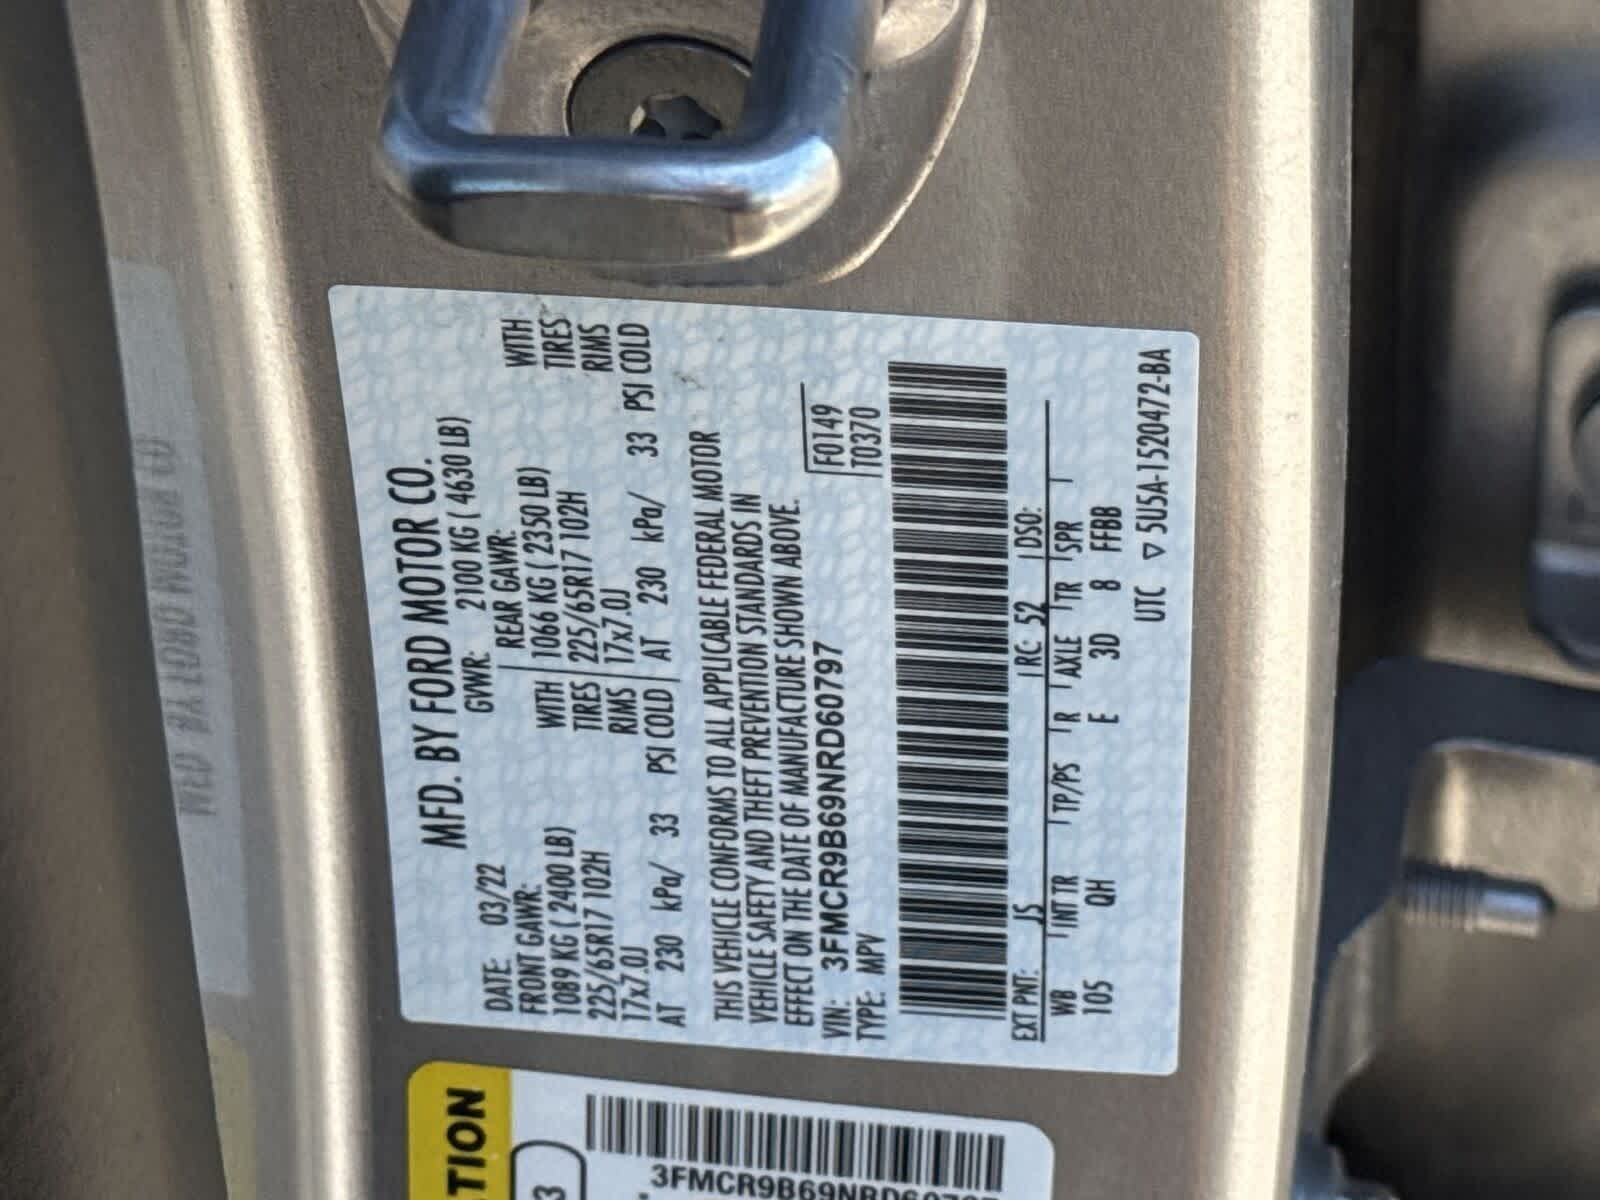 MFD. BY FORD MOTOR CO.
DATE: 03/22 GVWR: 2100 KG ( 4630 LB)
FRONT GAWR: REAR GAWR:
1089 KG ( 2400 LB) WITH 1066 KG ( 2350 LB) WITH
225/65R17 102H TIRES 225/65R17 102H TIRES
17x7.0J RIMS 17x7.0J RIMS
AT 230 kPa/ 33 PSI COLD AT 230 kPa/ 33 PSI COLD
THIS VEHICLE CONFORMS TO ALL APPLICABLE FEDERAL MOTOR
VEHICLE SAFETY AND THEFT PREVENTION STANDARDS IN
EFFECT ON THE DATE OF MANUFACTURE SHOWN ABOVE.
VIN: 3FMCR9B69NRD60797 F0149
TYPE: MPV T0370
EXT PNT: JS RC: 52 DSO:
WB INT TR TP/PS R AXLE TR SPR
105 QH E 3D 8 FFBB
UTC ▽ 5U5A-1520472-BA
TION
3
3FMCR9B69NRD60797